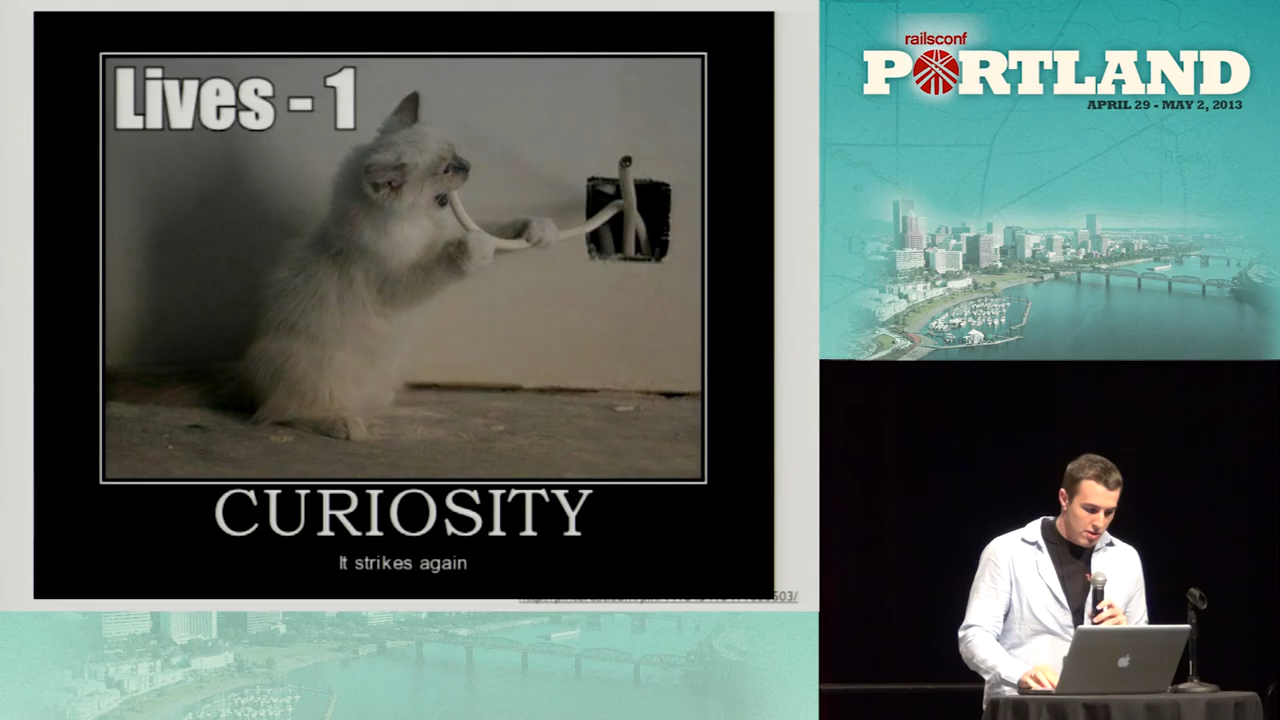 Lives - 1
CURIOSITY
It strikes again
railsconf
PORTLAND
APRIL 29 - MAY 2, 2013